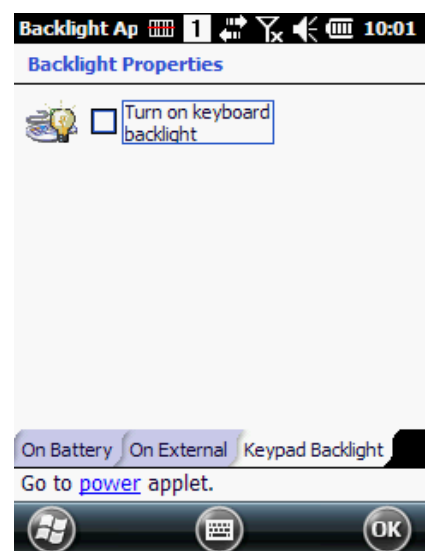 Backlight Ap 1 10:01
Backlight Properties
Turn on keyboard
backlight
On Battery On External Keypad Backlight
Go to power applet.
OK